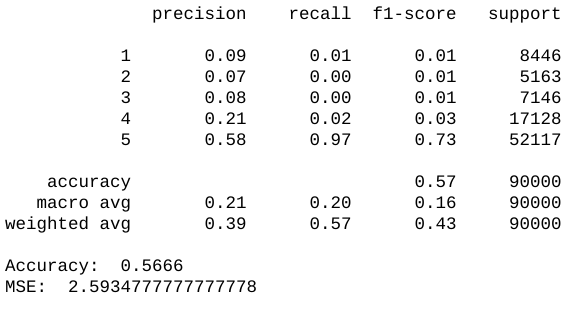 precision recall f1-score support
1 0.09 0.01 0.01 8446
2 0.07 0.00 0.01 5163
3 0.08 0.00 0.01 7146
4 0.21 0.02 0.03 17128
5 0.58 0.97 0.73 52117
accuracy 0.57 90000
macro avg 0.21 0.20 0.16 90000
weighted avg 0.39 0.57 0.43 90000
Accuracy: 0.5666
MSE: 2.5934777777777778